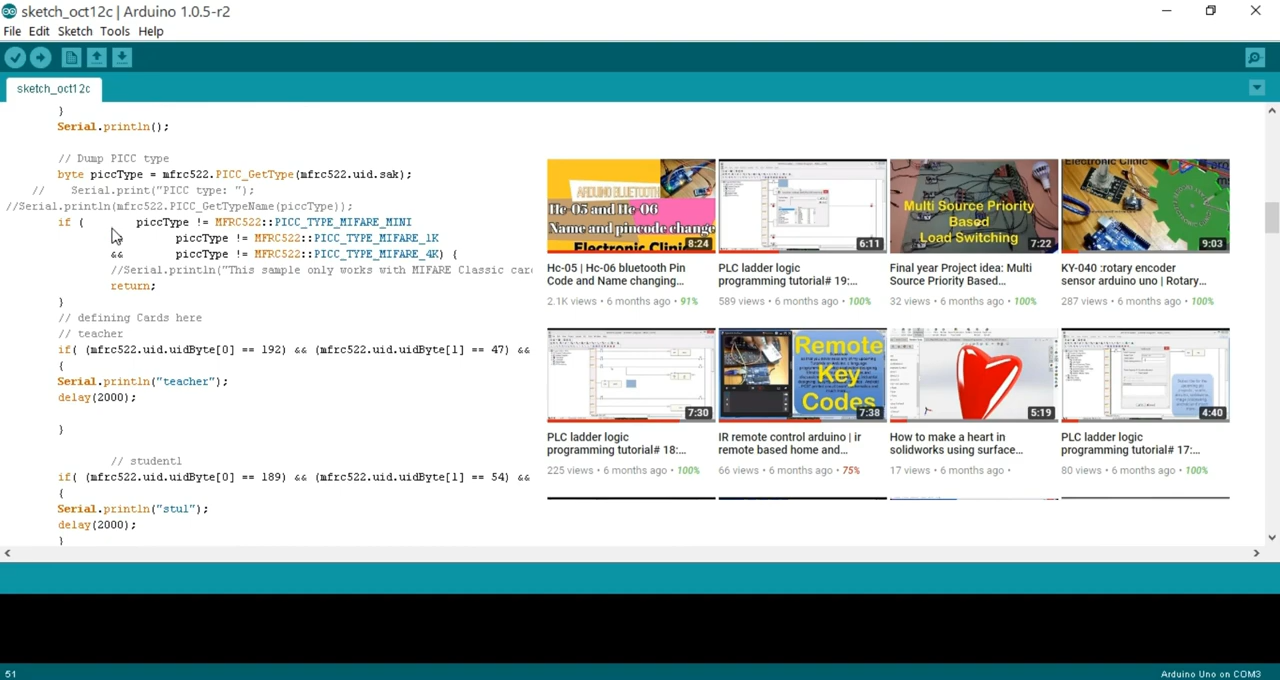 sketch_oct12c | Arduino 1.0.5-r2
File Edit Sketch Tools Help
sketch_oct12c
}
Serial.println();
// Dump PICC type
byte piccType = mfrc522.PICC_GetType(mfrc522.uid.sak);
// Serial.print("PICC type: ");
//Serial.println(mfrc522.PICC_GetTypeName(piccType));
if ( piccType != MFRC522::PICC_TYPE_MIFARE_MINI
piccType != MFRC522::PICC_TYPE_MIFARE_1K
&& piccType != MFRC522::PICC_TYPE_MIFARE_4K) {
//Serial.println("This sample only works with MIFARE Classic car
return;
}
// defining Cards here
// teacher
if( (mfrc522.uid.uidByte[0] == 192) && (mfrc522.uid.uidByte[1] == 47) &&
{
Serial.println("teacher");
delay(2000);
}
// student1
if( (mfrc522.uid.uidByte[0] == 189) && (mfrc522.uid.uidByte[1] == 54) &&
{
Serial.println("stu1");
delay(2000);
}
ARDUINO BLUETOOTH
Hc-05 and Hc-06
Name and pincode change
Electronic Clinic
8:24
6:11
Multi Source Priority
Based
Load Switching
7:22
Electronic Clinic
9:03
Hc-05 | Hc-06 bluetooth Pin
Code and Name changing...
2.1K views • 6 months ago • 91%
PLC ladder logic
programming tutorial# 19:...
589 views • 6 months ago • 100%
Final year Project idea: Multi
Source Priority Based...
32 views • 6 months ago • 100%
KY-040 :rotary encoder
sensor arduino uno | Rotary...
287 views • 6 months ago • 100%
7:30
Remote
Key
Codes
7:38
5:19
4:40
PLC ladder logic
programming tutorial# 18:...
225 views • 6 months ago • 100%
IR remote control arduino | ir
remote based home and...
66 views • 6 months ago • 75%
How to make a heart in
solidworks using surface...
17 views • 6 months ago •
PLC ladder logic
programming tutorial# 17:...
80 views • 6 months ago • 100%
51
Arduino Uno on COM3